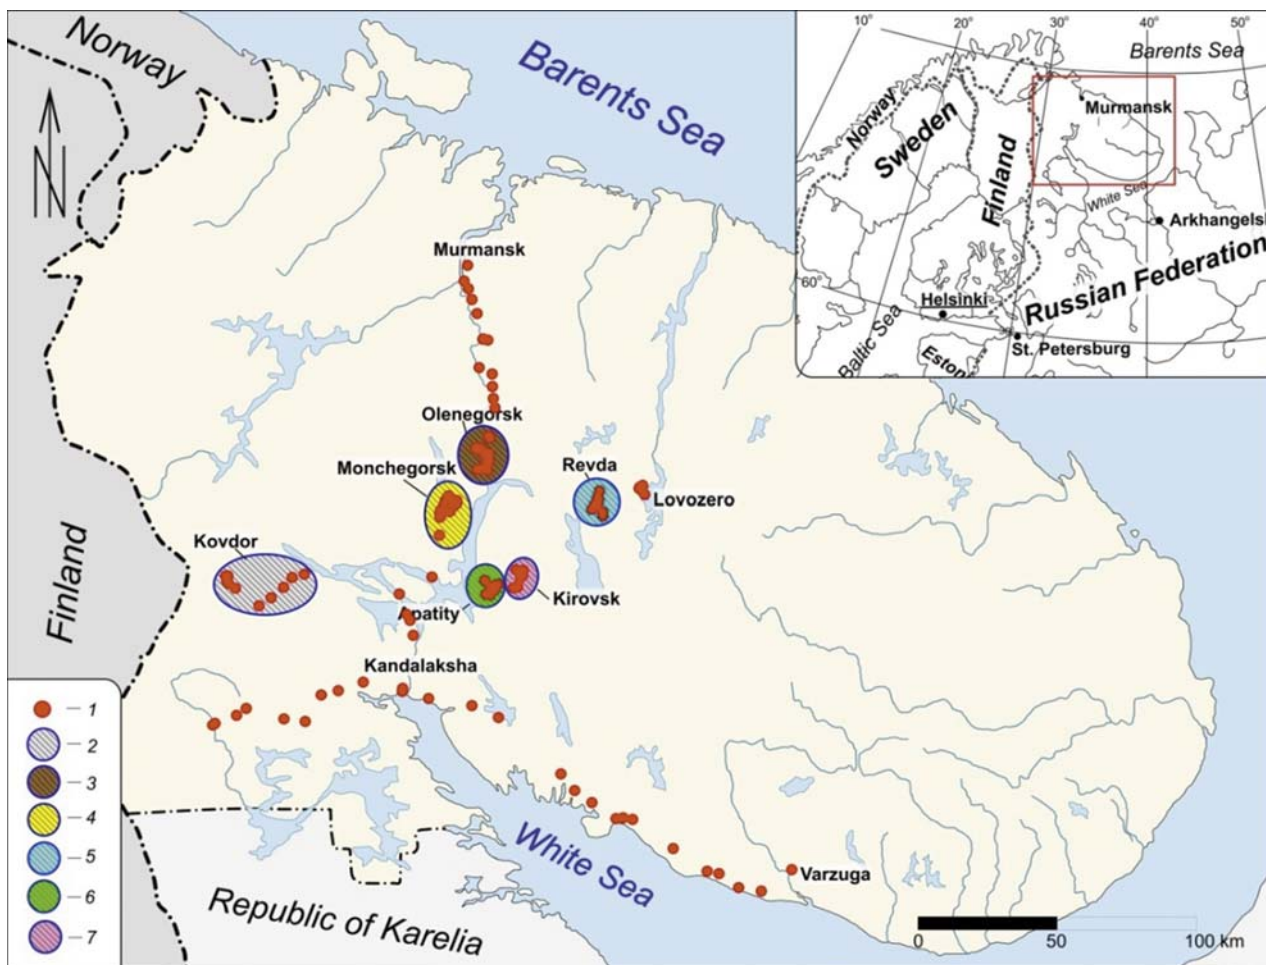 Norway
Barents Sea
10°
20°
30°
40°
50°
Barents Sea
Murmansk
Norway
Sweden
Finland
White Sea
Arkhangelsk
Russian Federation
60°
Helsinki
Baltic Sea
Eston
St. Petersburg
N
Murmansk
Olenegorsk
Monchegorsk
Revda
Lovozero
Kovdor
Finland
Apatity
Kirovsk
Kandalaksha
1
2
3
4
5
6
7
White Sea
Varzuga
Republic of Karelia
0
50
100 km